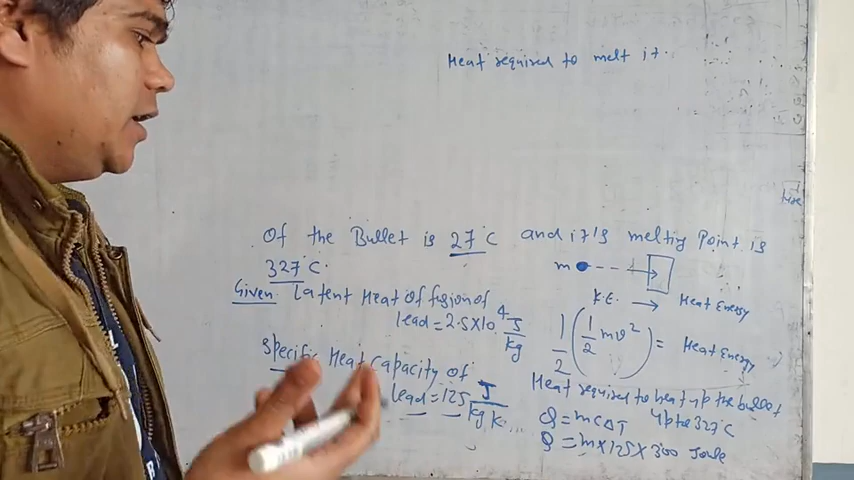 Heat required to melt it.
of the Bullet is 27°C and it's melting Point is
327°C.
Given Latent Heat of fusion of
lead = 2.5×10⁴ J/kg
Specific Heat Capacity of
lead = 125 J/kg K
m
K.E. → Heat Energy
1/2 (1/2 mv²) = Heat Energy
Heat required to heat up the bullet
upto 327°C
Q = mCΔT
Q = m×125×300 Joule